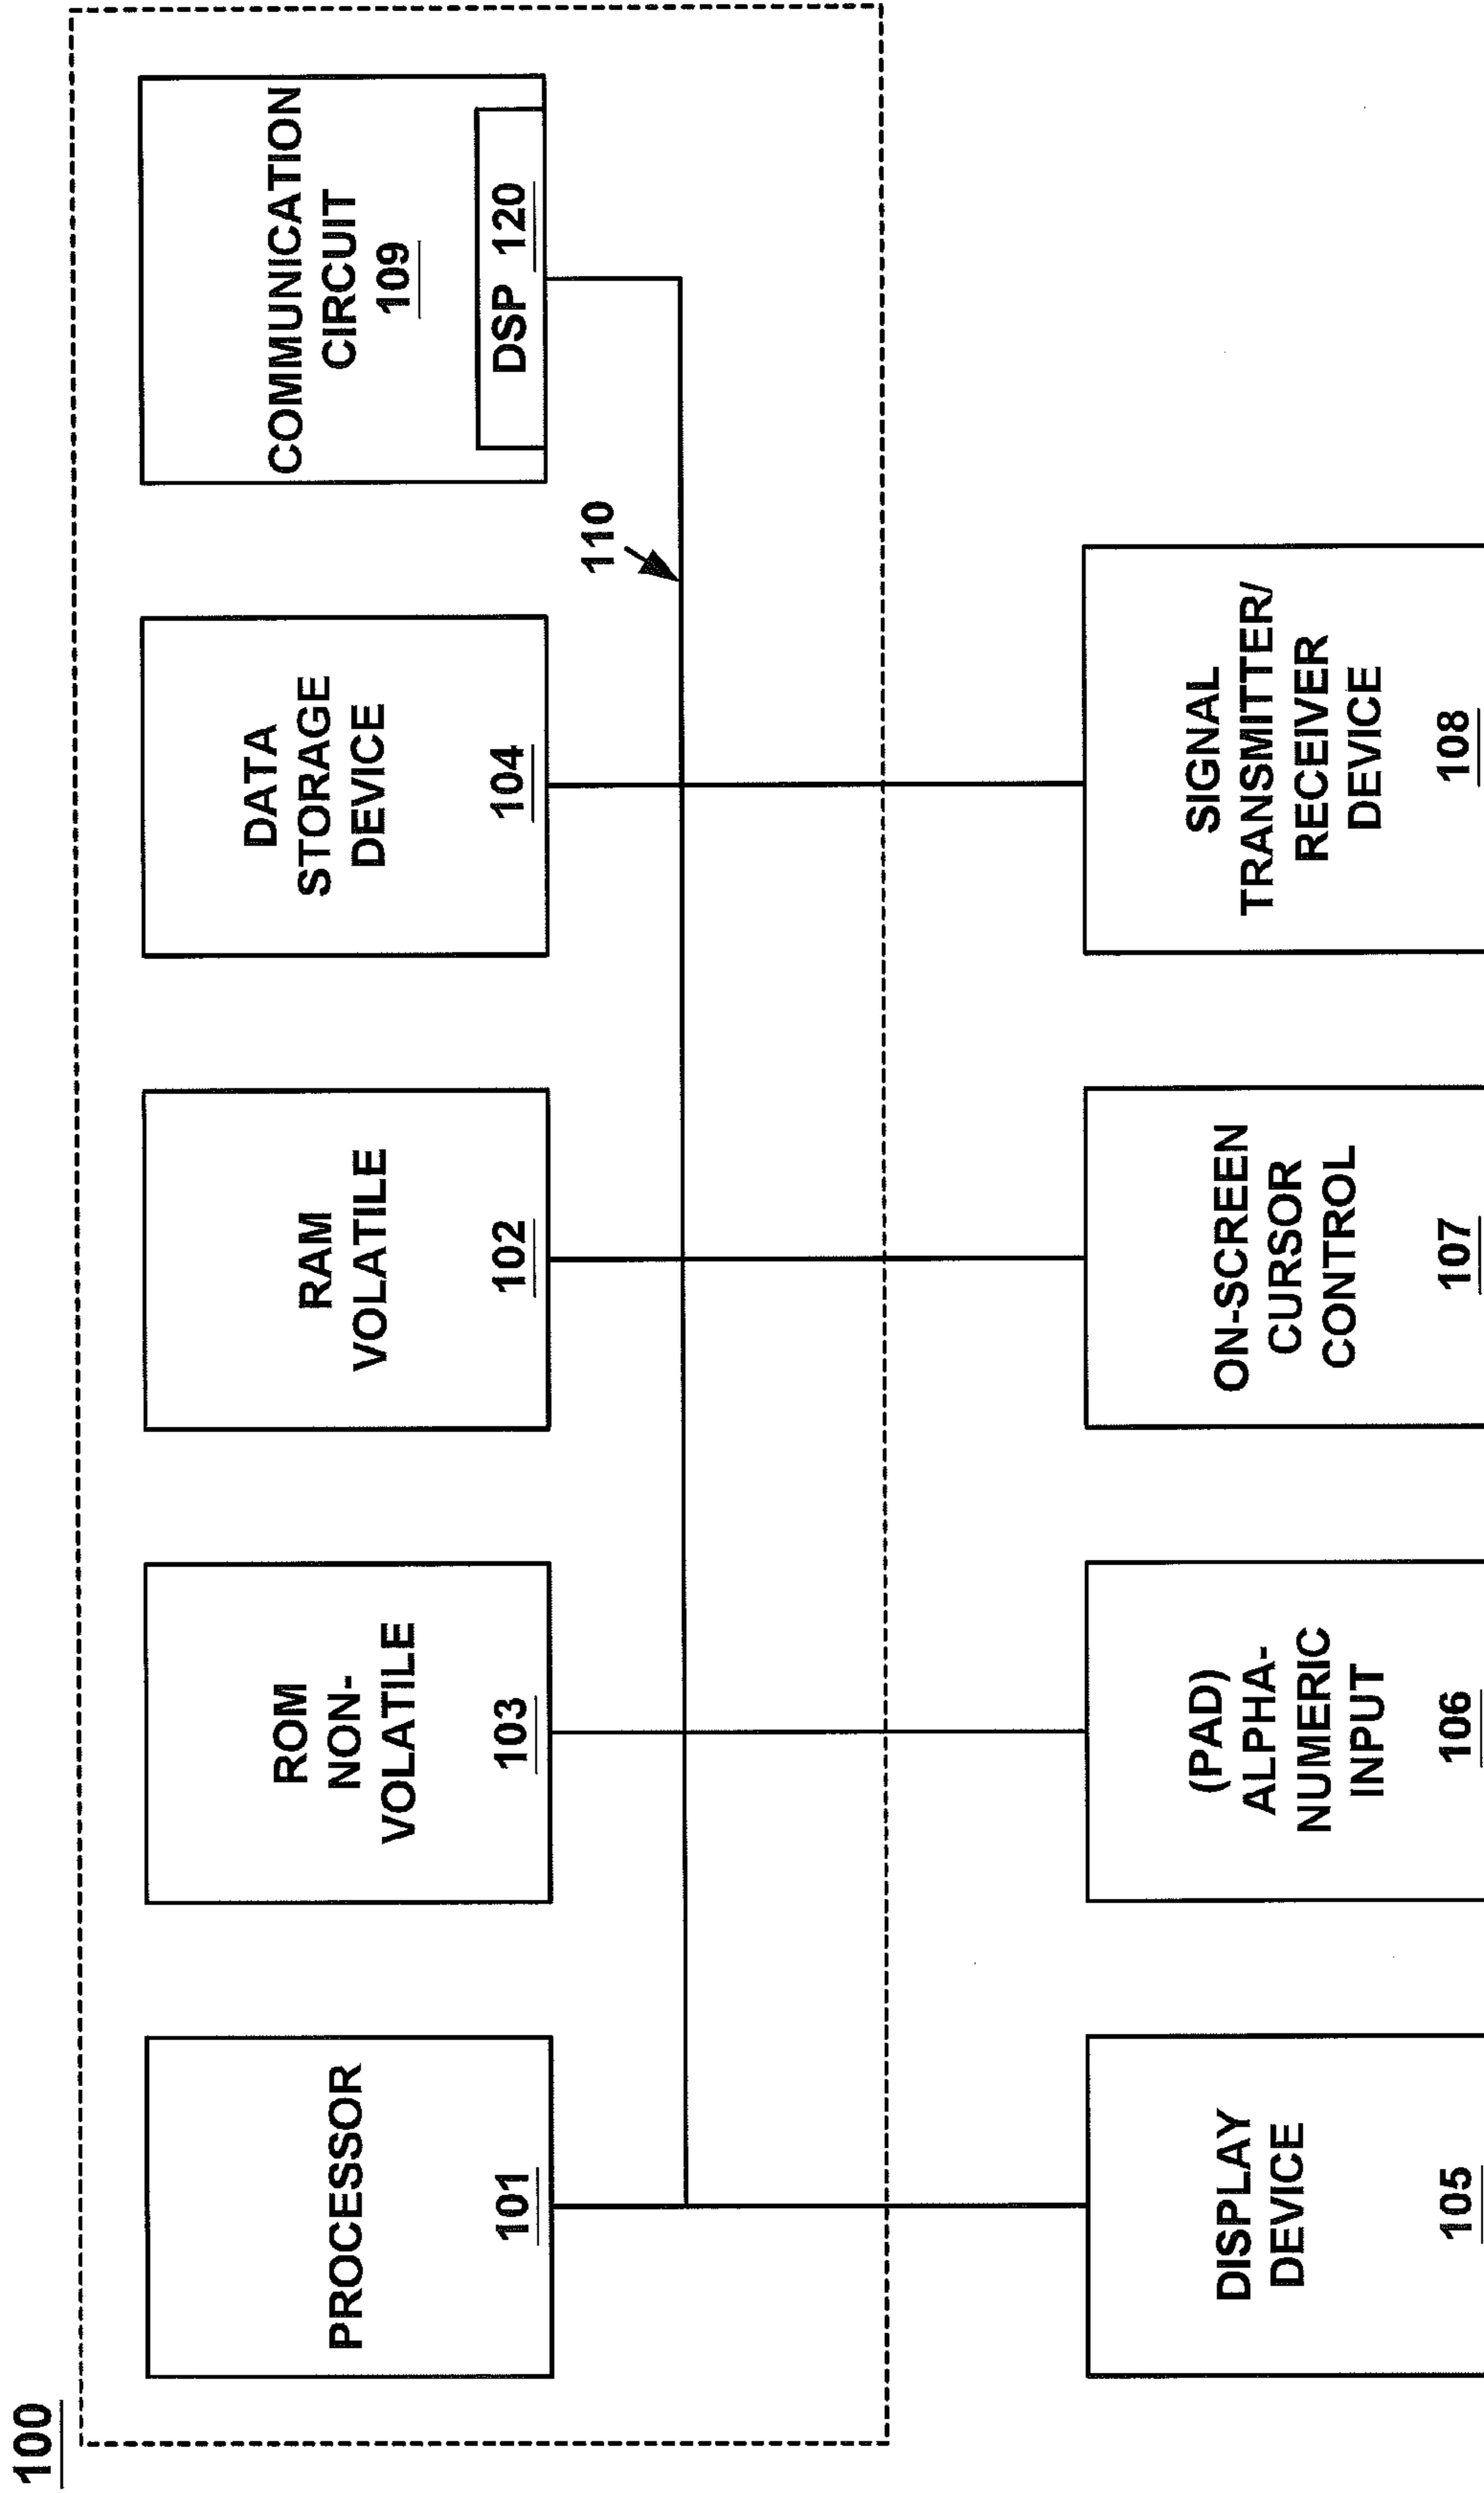 100
PROCESSOR
101
ROM
NON-
VOLATILE
103
RAM
VOLATILE
102
DATA
STORAGE
DEVICE
104
COMMUNICATION
CIRCUIT
109
DSP 120
110
DISPLAY
DEVICE
105
(PAD)
ALPHA-
NUMERIC
INPUT
106
ON-SCREEN
CURSOR
CONTROL
107
SIGNAL
TRANSMITTER/
RECEIVER
DEVICE
108